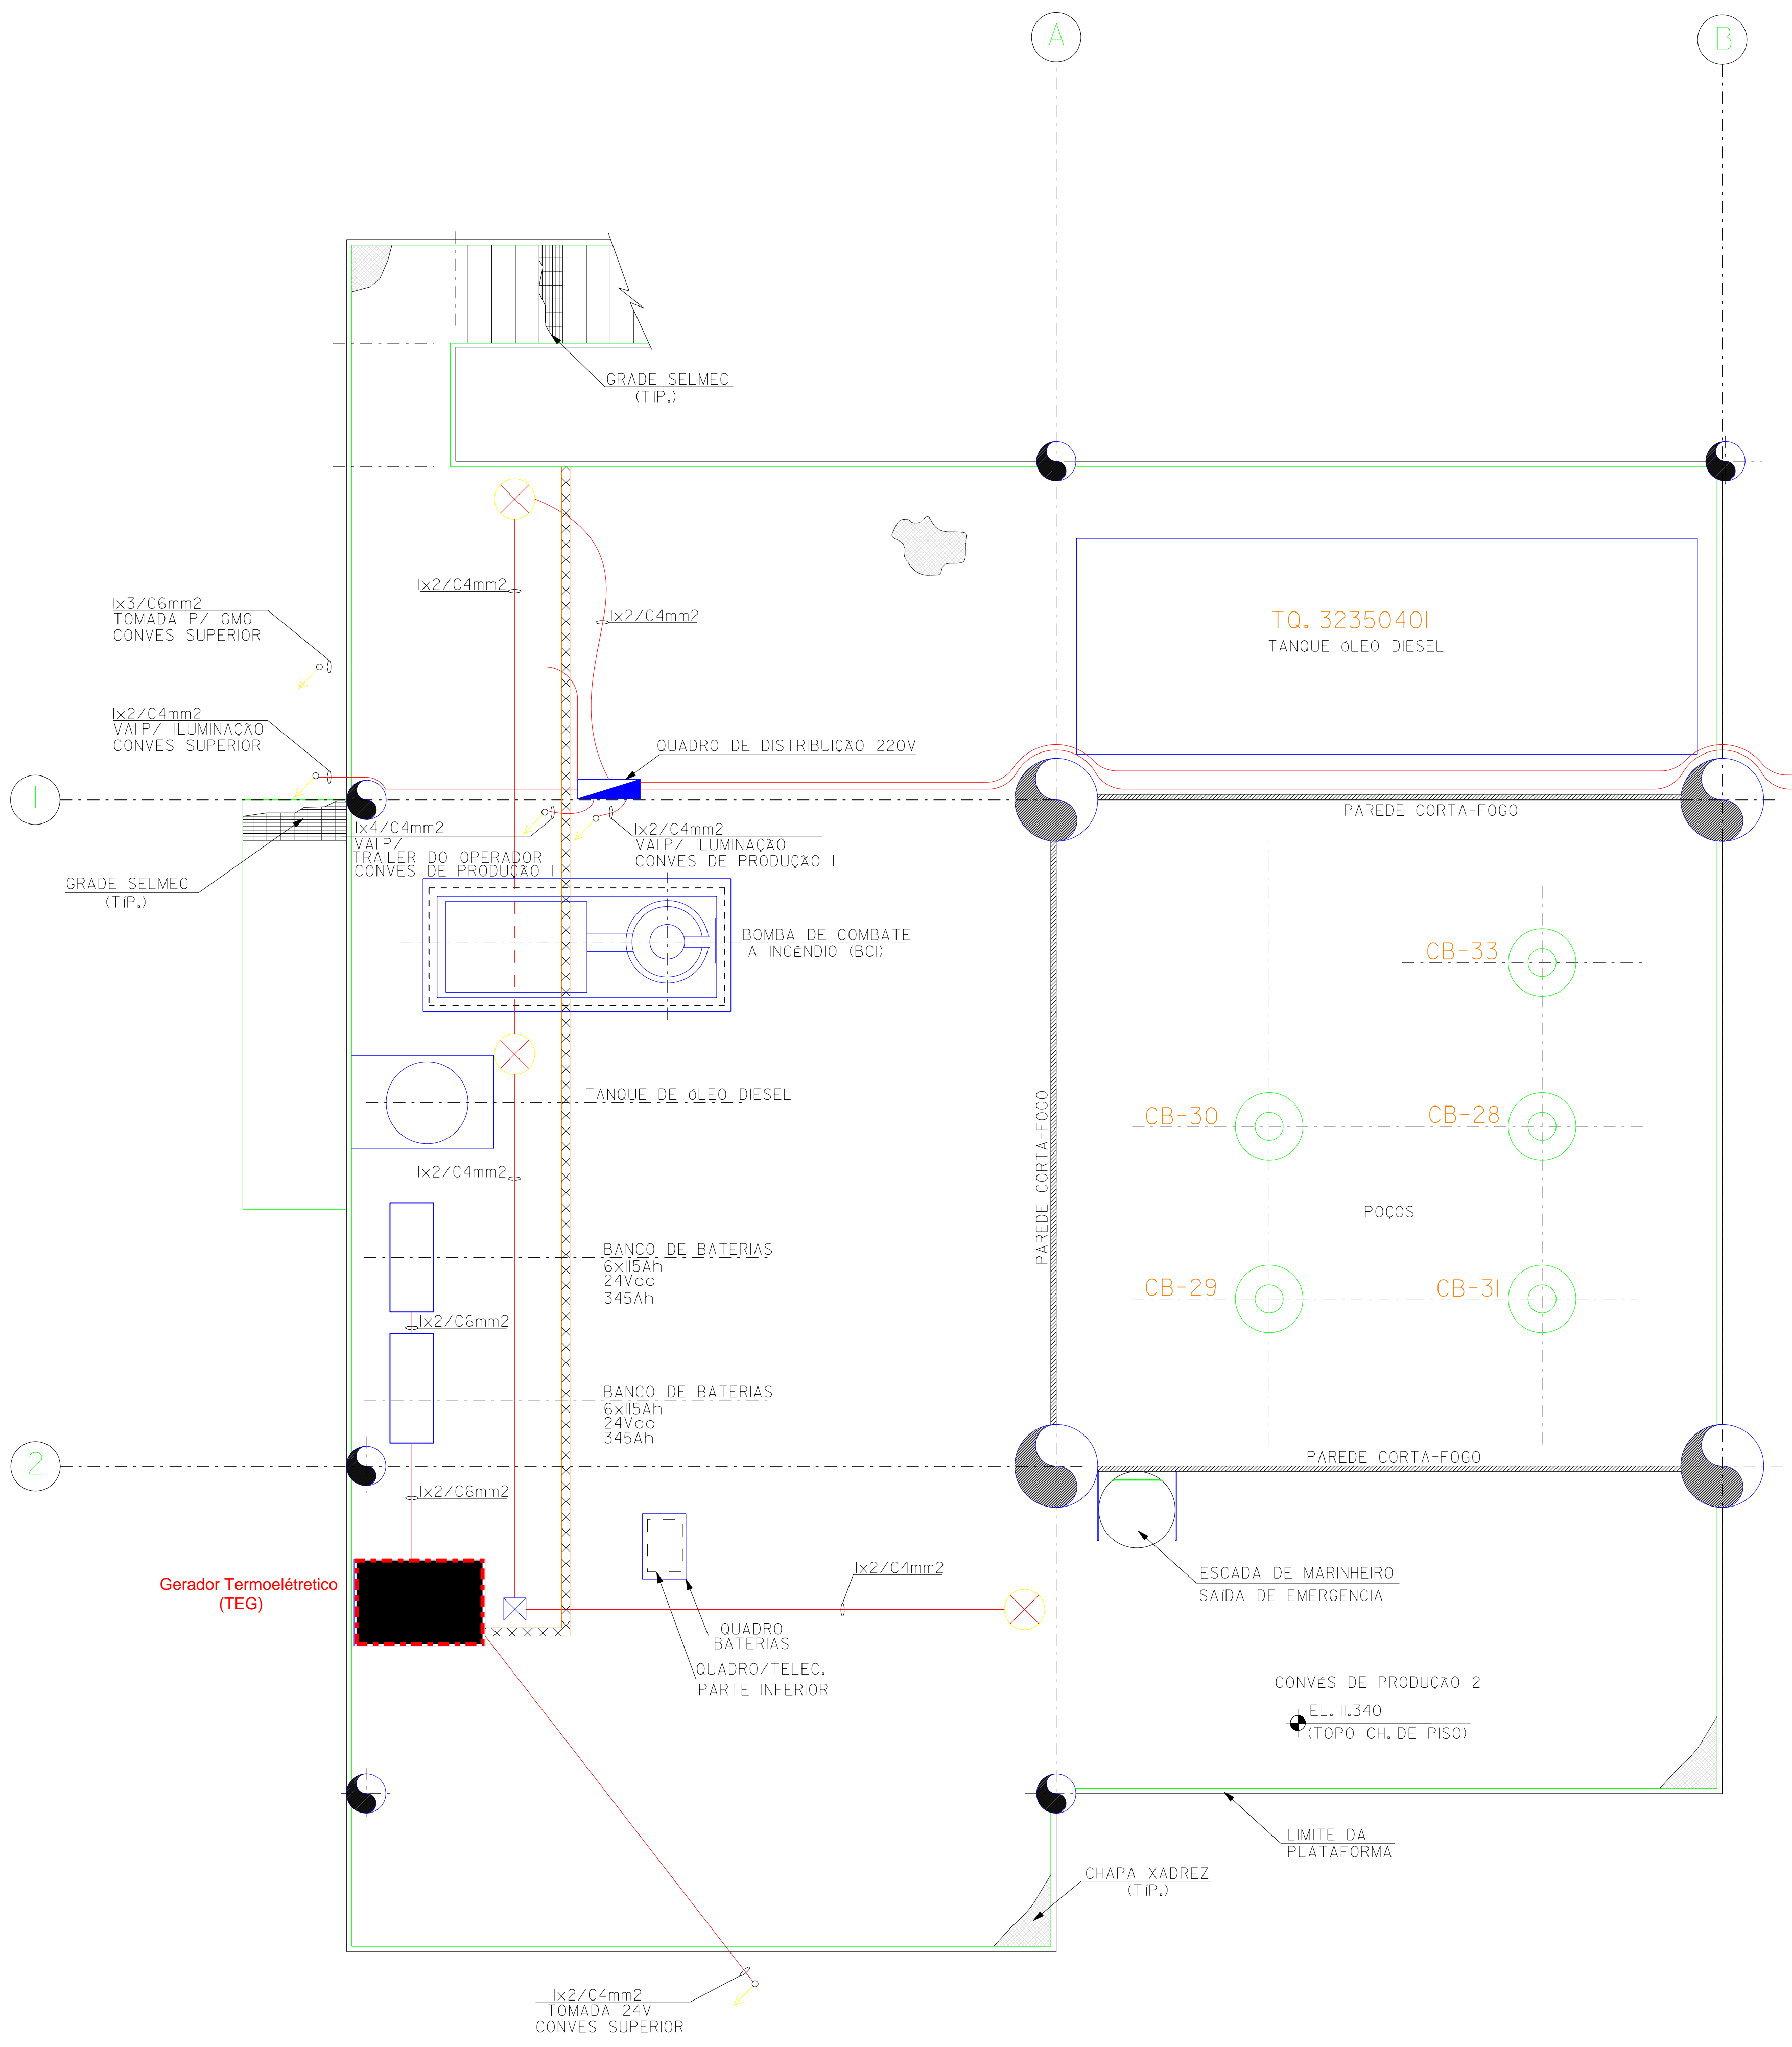 A
B
GRADE SELMEC
(TÍP.)
1x2/C4mm2
1x3/C6mm2
TOMADA P/ GMG
CONVES SUPERIOR
1x2/C4mm2
TQ. 32350401
TANQUE ÓLEO DIESEL
1x2/C4mm2
VAI P/ ILUMINAÇÃO
CONVES SUPERIOR
QUADRO DE DISTRIBUIÇÃO 220V
1
PAREDE CORTA-FOGO
1x4/C4mm2
VAI P/
TRAILER DO OPERADOR
CONVES DE PRODUÇÃO 1
1x2/C4mm2
VAI P/ ILUMINAÇÃO
CONVES DE PRODUÇÃO 1
GRADE SELMEC
(TÍP.)
BOMBA DE COMBATE
A INCÊNDIO (BCI)
CB-33
TANQUE DE ÓLEO DIESEL
CB-30
CB-28
PAREDE CORTA-FOGO
1x2/C4mm2
POÇOS
BANCO DE BATERIAS
6x115Ah
24Vcc
345Ah
CB-29
CB-31
1x2/C6mm2
BANCO DE BATERIAS
6x115Ah
24Vcc
345Ah
2
PAREDE CORTA-FOGO
1x2/C6mm2
1x2/C4mm2
ESCADA DE MARINHEIRO
SAÍDA DE EMERGENCIA
Gerador Termoelétretico
(TEG)
QUADRO
BATERIAS
QUADRO/TELEC.
PARTE INFERIOR
CONVÉS DE PRODUÇÃO 2
EL. 11.340
(TOPO CH. DE PISO)
LIMITE DA
PLATAFORMA
CHAPA XADREZ
(TÍP.)
1x2/C4mm2
TOMADA 24V
CONVES SUPERIOR